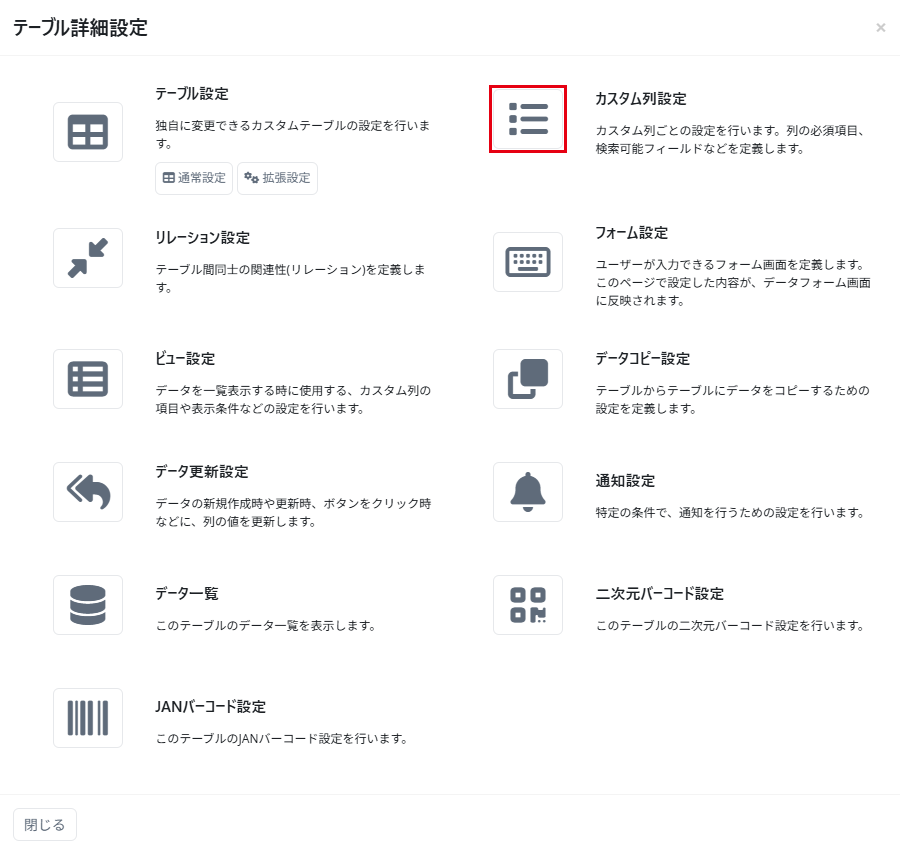 テーブル詳細設定
×
テーブル設定
独自に変更できるカスタムテーブルの設定を行いま
す。
通常設定
拡張設定
カスタム列設定
カスタム列ごとの設定を行います。列の必須項目、
検索可能フィールドなどを定義します。
リレーション設定
テーブル間同士の関連性(リレーション)を定義しま
す。
フォーム設定
ユーザーが入力できるフォーム画面を定義します。
このページで設定した内容が、データフォーム画面
に反映されます。
ビュー設定
データを一覧表示する時に使用する、カスタム列の
項目や表示条件などの設定を行います。
データコピー設定
テーブルからテーブルにデータをコピーするための
設定を定義します。
データ更新設定
データの新規作成時や更新時、ボタンをクリック時
などに、列の値を更新します。
通知設定
特定の条件で、通知を行うための設定を行います。
データ一覧
このテーブルのデータ一覧を表示します。
二次元バーコード設定
このテーブルの二次元バーコード設定を行います。
JANバーコード設定
このテーブルのJANバーコード設定を行います。
閉じる